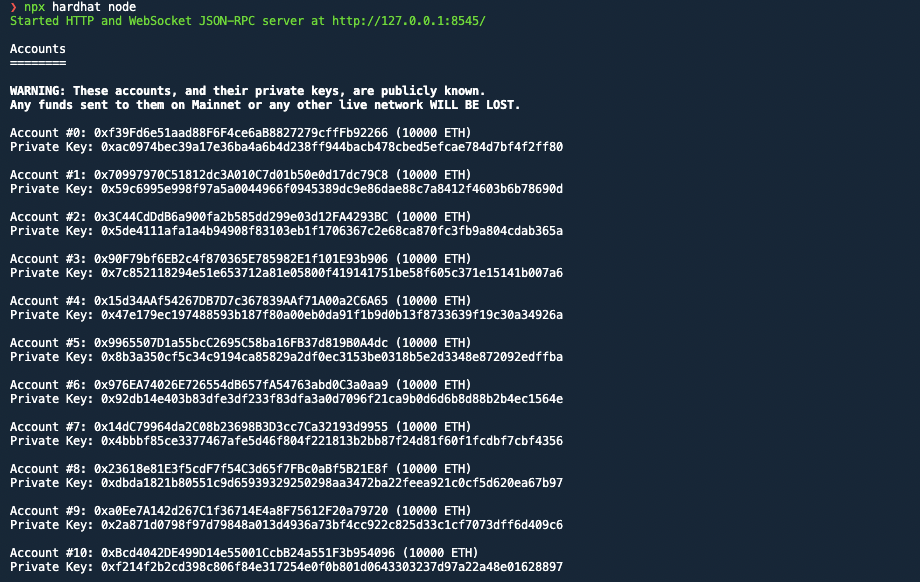 ❯ npx hardhat node
Started HTTP and WebSocket JSON-RPC server at http://127.0.0.1:8545/
Accounts
========
WARNING: These accounts, and their private keys, are publicly known.
Any funds sent to them on Mainnet or any other live network WILL BE LOST.
Account #0: 0xf39Fd6e51aad88F6F4ce6aB8827279cffFb92266 (10000 ETH)
Private Key: 0xac0974bec39a17e36ba4a6b4d238ff944bacb478cbed5efcae784d7bf4f2ff80
Account #1: 0x70997970C51812dc3A010C7d01b50e0d17dc79C8 (10000 ETH)
Private Key: 0x59c6995e998f97a5a0044966f0945389dc9e86dae88c7a8412f4603b6b78690d
Account #2: 0x3C44CdDdB6a900fa2b585dd299e03d12FA4293BC (10000 ETH)
Private Key: 0x5de4111afa1a4b94908f83103eb1f1706367c2e68ca870fc3fb9a804cdab365a
Account #3: 0x90F79bf6EB2c4f870365E785982E1f101E93b906 (10000 ETH)
Private Key: 0x7c852118294e51e653712a81e05800f419141751be58f605c371e15141b007a6
Account #4: 0x15d34AAf54267DB7D7c367839AAf71A00a2C6A65 (10000 ETH)
Private Key: 0x47e179ec197488593b187f80a00eb0da91f1b9d0b13f8733639f19c30a34926a
Account #5: 0x9965507D1a55bcC2695C58ba16FB37d819B0A4dc (10000 ETH)
Private Key: 0x8b3a350cf5c34c9194ca85829a2df0ec3153be0318b5e2d3348e872092edffba
Account #6: 0x976EA74026E726554dB657fA54763abd0C3a0aa9 (10000 ETH)
Private Key: 0x92db14e403b83dfe3df233f83dfa3a0d7096f21ca9b0d6d6b8d88b2b4ec1564e
Account #7: 0x14dC79964da2C08b23698B3D3cc7Ca32193d9955 (10000 ETH)
Private Key: 0x4bbbf85ce3377467afe5d46f804f221813b2bb87f24d81f60f1fcdbf7cbf4356
Account #8: 0x23618e81E3f5cdF7f54C3d65f7FBc0aBf5B21E8f (10000 ETH)
Private Key: 0xdbda1821b80551c9d65939329250298aa3472ba22feea921c0cf5d620ea67b97
Account #9: 0xa0Ee7A142d267C1f36714E4a8F75612F20a79720 (10000 ETH)
Private Key: 0x2a871d0798f97d79848a013d4936a73bf4cc922c825d33c1cf7073dff6d409c6
Account #10: 0xBcd4042DE499D14e55001CcbB24a551F3b954096 (10000 ETH)
Private Key: 0xf214f2b2cd398c806f84e317254e0f0b801d0643303237d97a22a48e01628897